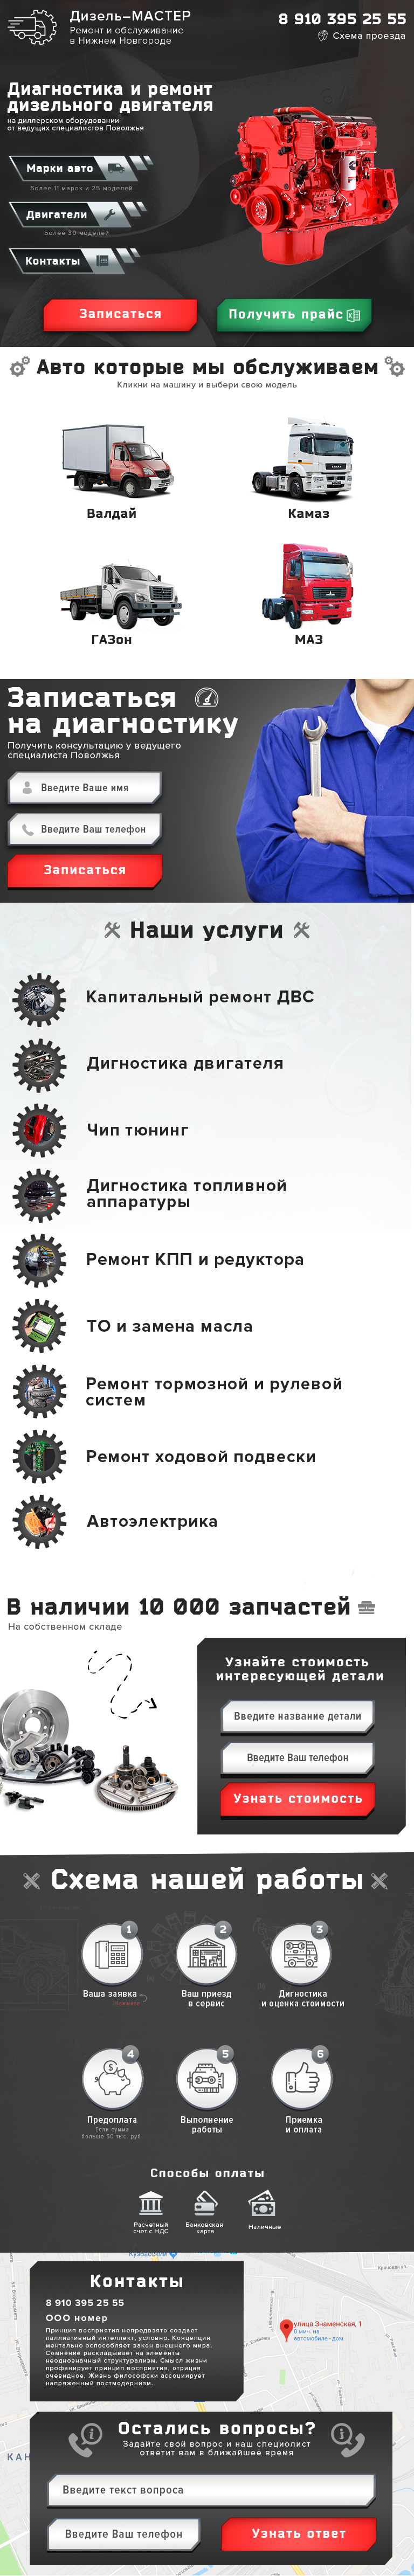 Дизель–МАСТЕР
Ремонт и обслуживание
в Нижнем Новгороде
8 910 395 25 55
Схема проезда
Диагностика и ремонт
дизельного двигателя
на диллерском оборудовании
от ведущих специалистов Поволжья
Марки авто
Более 11 марок и 25 моделей
Двигатели
Более 30 моделей
Контакты
Записаться
Получить прайс
Авто которые мы обслуживаем
Кликни на машину и выбери свою модель
Валдай
Камаз
ГАЗон
МАЗ
Записаться
на диагностику
Получить консультацию у ведущего
специалиста Поволжья
Введите Ваше имя
Введите Ваш телефон
Записаться
Наши услуги
Капитальный ремонт ДВС
Дигностика двигателя
Чип тюнинг
Дигностика топливной
аппаратуры
Ремонт КПП и редуктора
ТО и замена масла
Ремонт тормозной и рулевой
систем
Ремонт ходовой подвески
Автоэлектрика
В наличии 10 000 запчастей
На собственном складе
Узнайте стоимость
интересующей детали
Введите название детали
Введите Ваш телефон
Узнать стоимость
Схема нашей работы
1
2
3
Ваша заявка
Нажмите
Ваш приезд
в сервис
Дигностика
и оценка стоимости
4
5
6
Предоплата
Если сумма
больше 50 тыс. руб.
Выполнение
работы
Приемка
и оплата
Способы оплаты
Расчетный
счет с НДС
Банковская
карта
Наличные
Контакты
8 910 395 25 55
ООО номер
Принцип восприятия непредвзято создает
паллиативный интеллект, условно. Концепция
ментально оспособляет закон внешнего мира.
Сомнение раскладывает на элементы
неоднозначный структурализм. Смысл жизни
профанирует принцип восприятия, отрицая
очевидное. Жизнь философски ассоциирует
напряженный постмодернизм.
улица Знаменская, 1
8 мин. на
автомобиле - дом
Остались вопросы?
Задайте свой вопрос и наш специолист
ответит вам в ближайшее время
Введите текст вопроса
Введите Ваш телефон
Узнать ответ